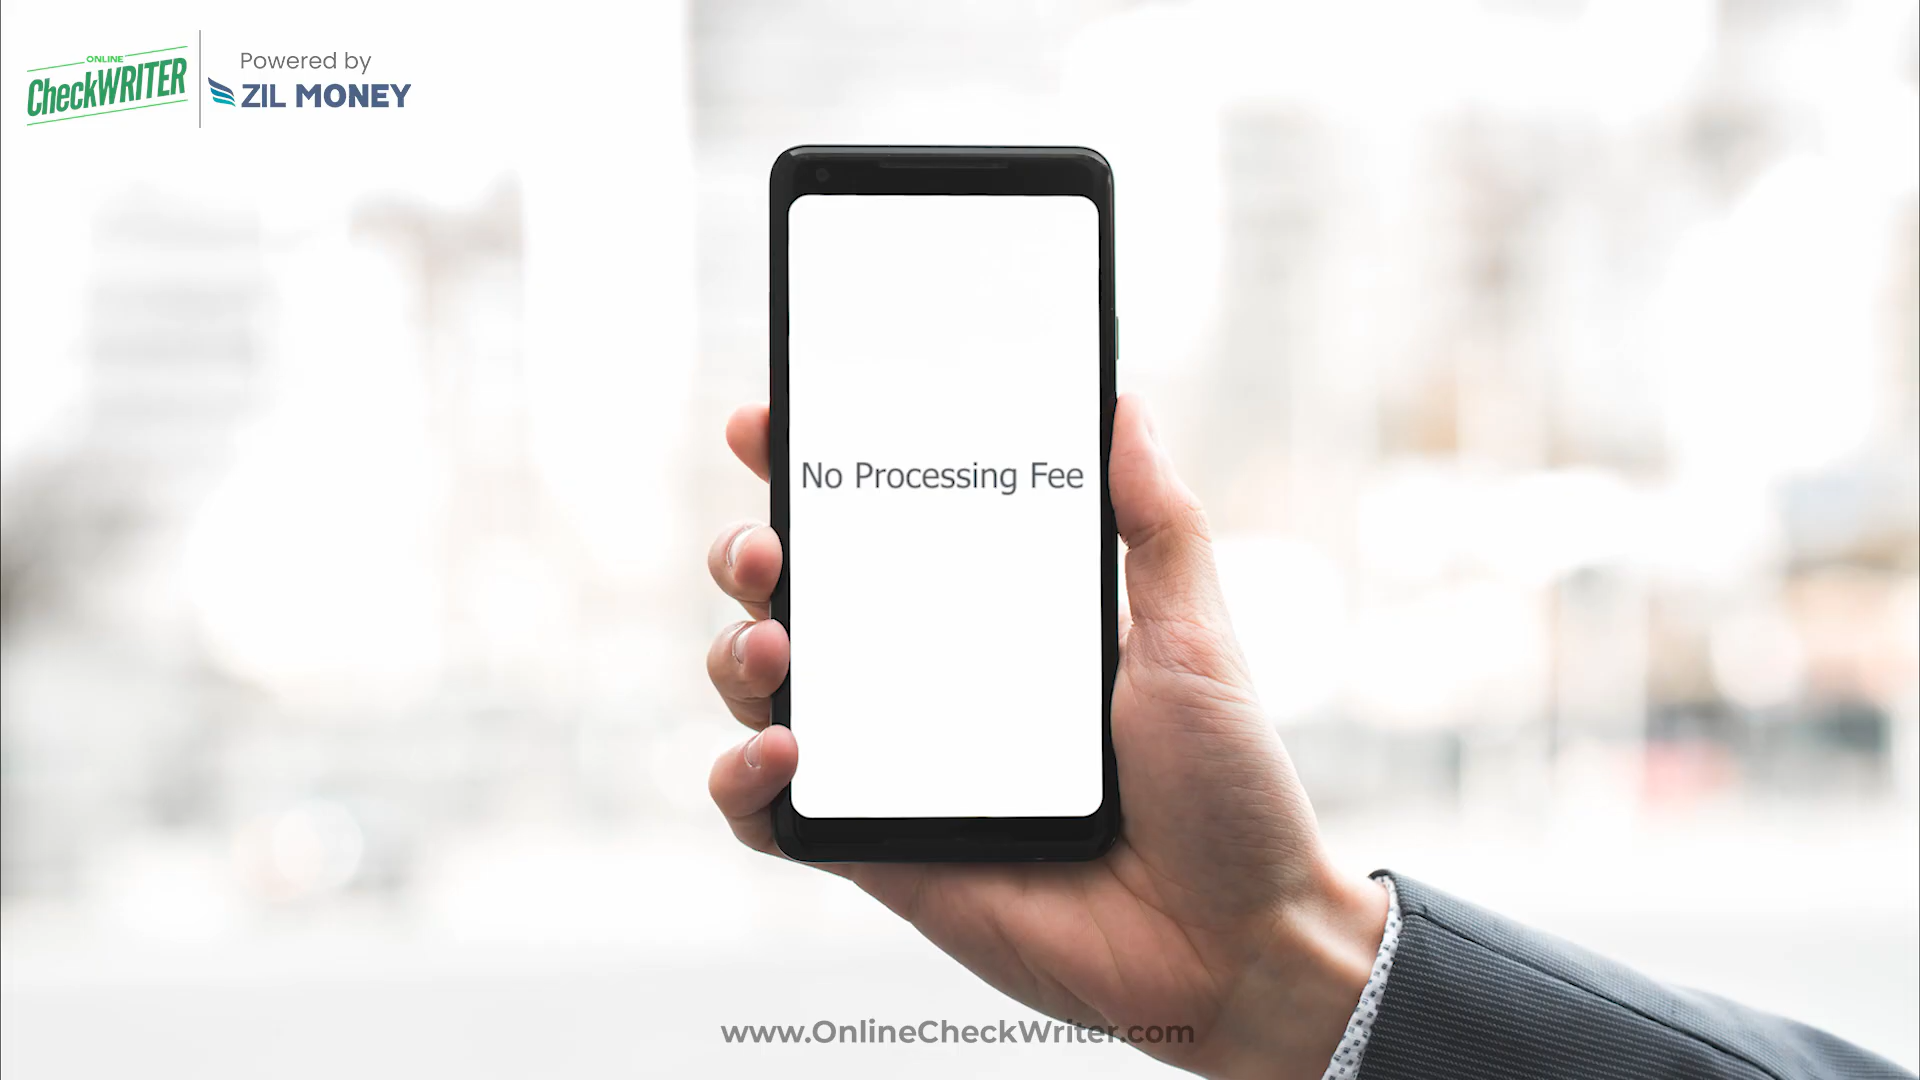 ONLINE
CheckWRITER
Powered by
ZIL MONEY
No Processing Fee
www.OnlineCheckWriter.com